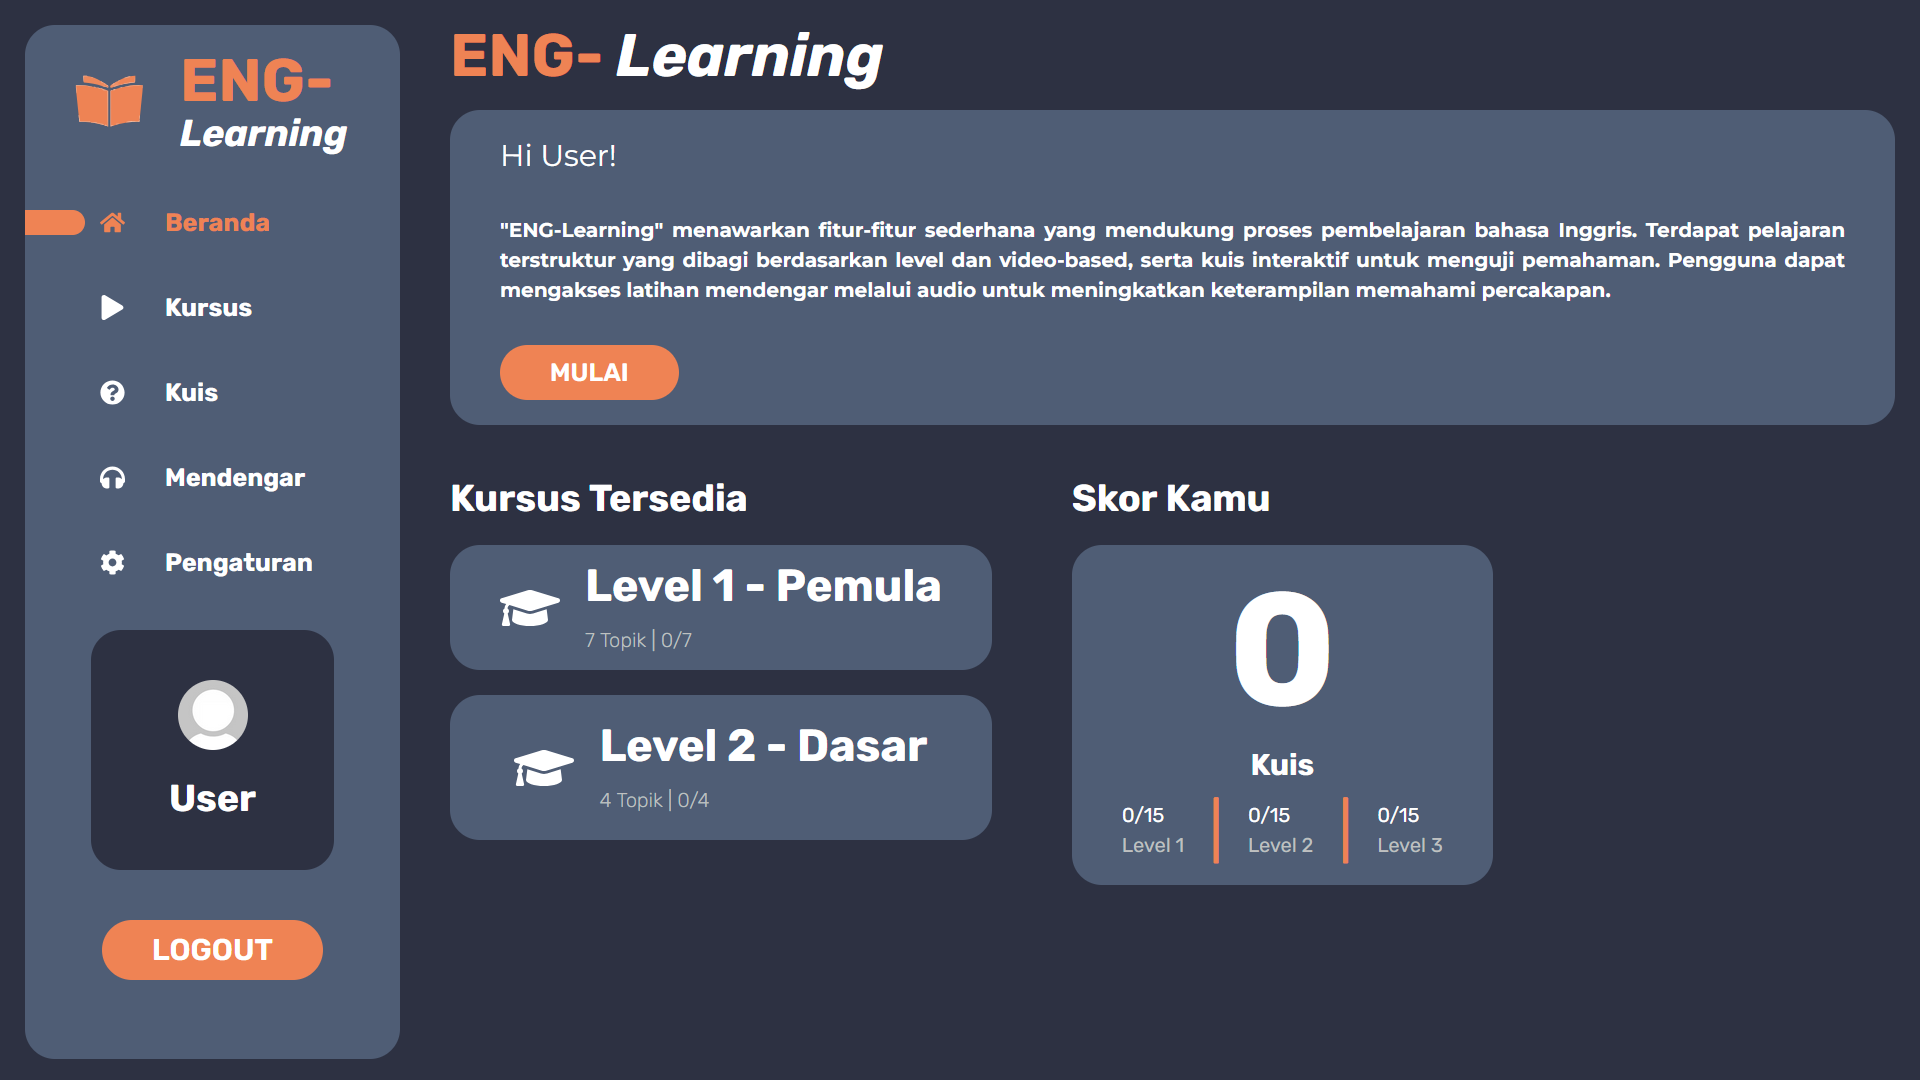 ENG-
Learning
Beranda
Kursus
Kuis
Mendengar
Pengaturan
User
LOGOUT
ENG- Learning
Hi User!
"ENG-Learning" menawarkan fitur-fitur sederhana yang mendukung proses pembelajaran bahasa Inggris. Terdapat pelajaran
terstruktur yang dibagi berdasarkan level dan video-based, serta kuis interaktif untuk menguji pemahaman. Pengguna dapat
mengakses latihan mendengar melalui audio untuk meningkatkan keterampilan memahami percakapan.
MULAI
Kursus Tersedia
Level 1 - Pemula
7 Topik | 0/7
Level 2 - Dasar
4 Topik | 0/4
Skor Kamu
0
Kuis
0/15 0/15 0/15
Level 1 Level 2 Level 3